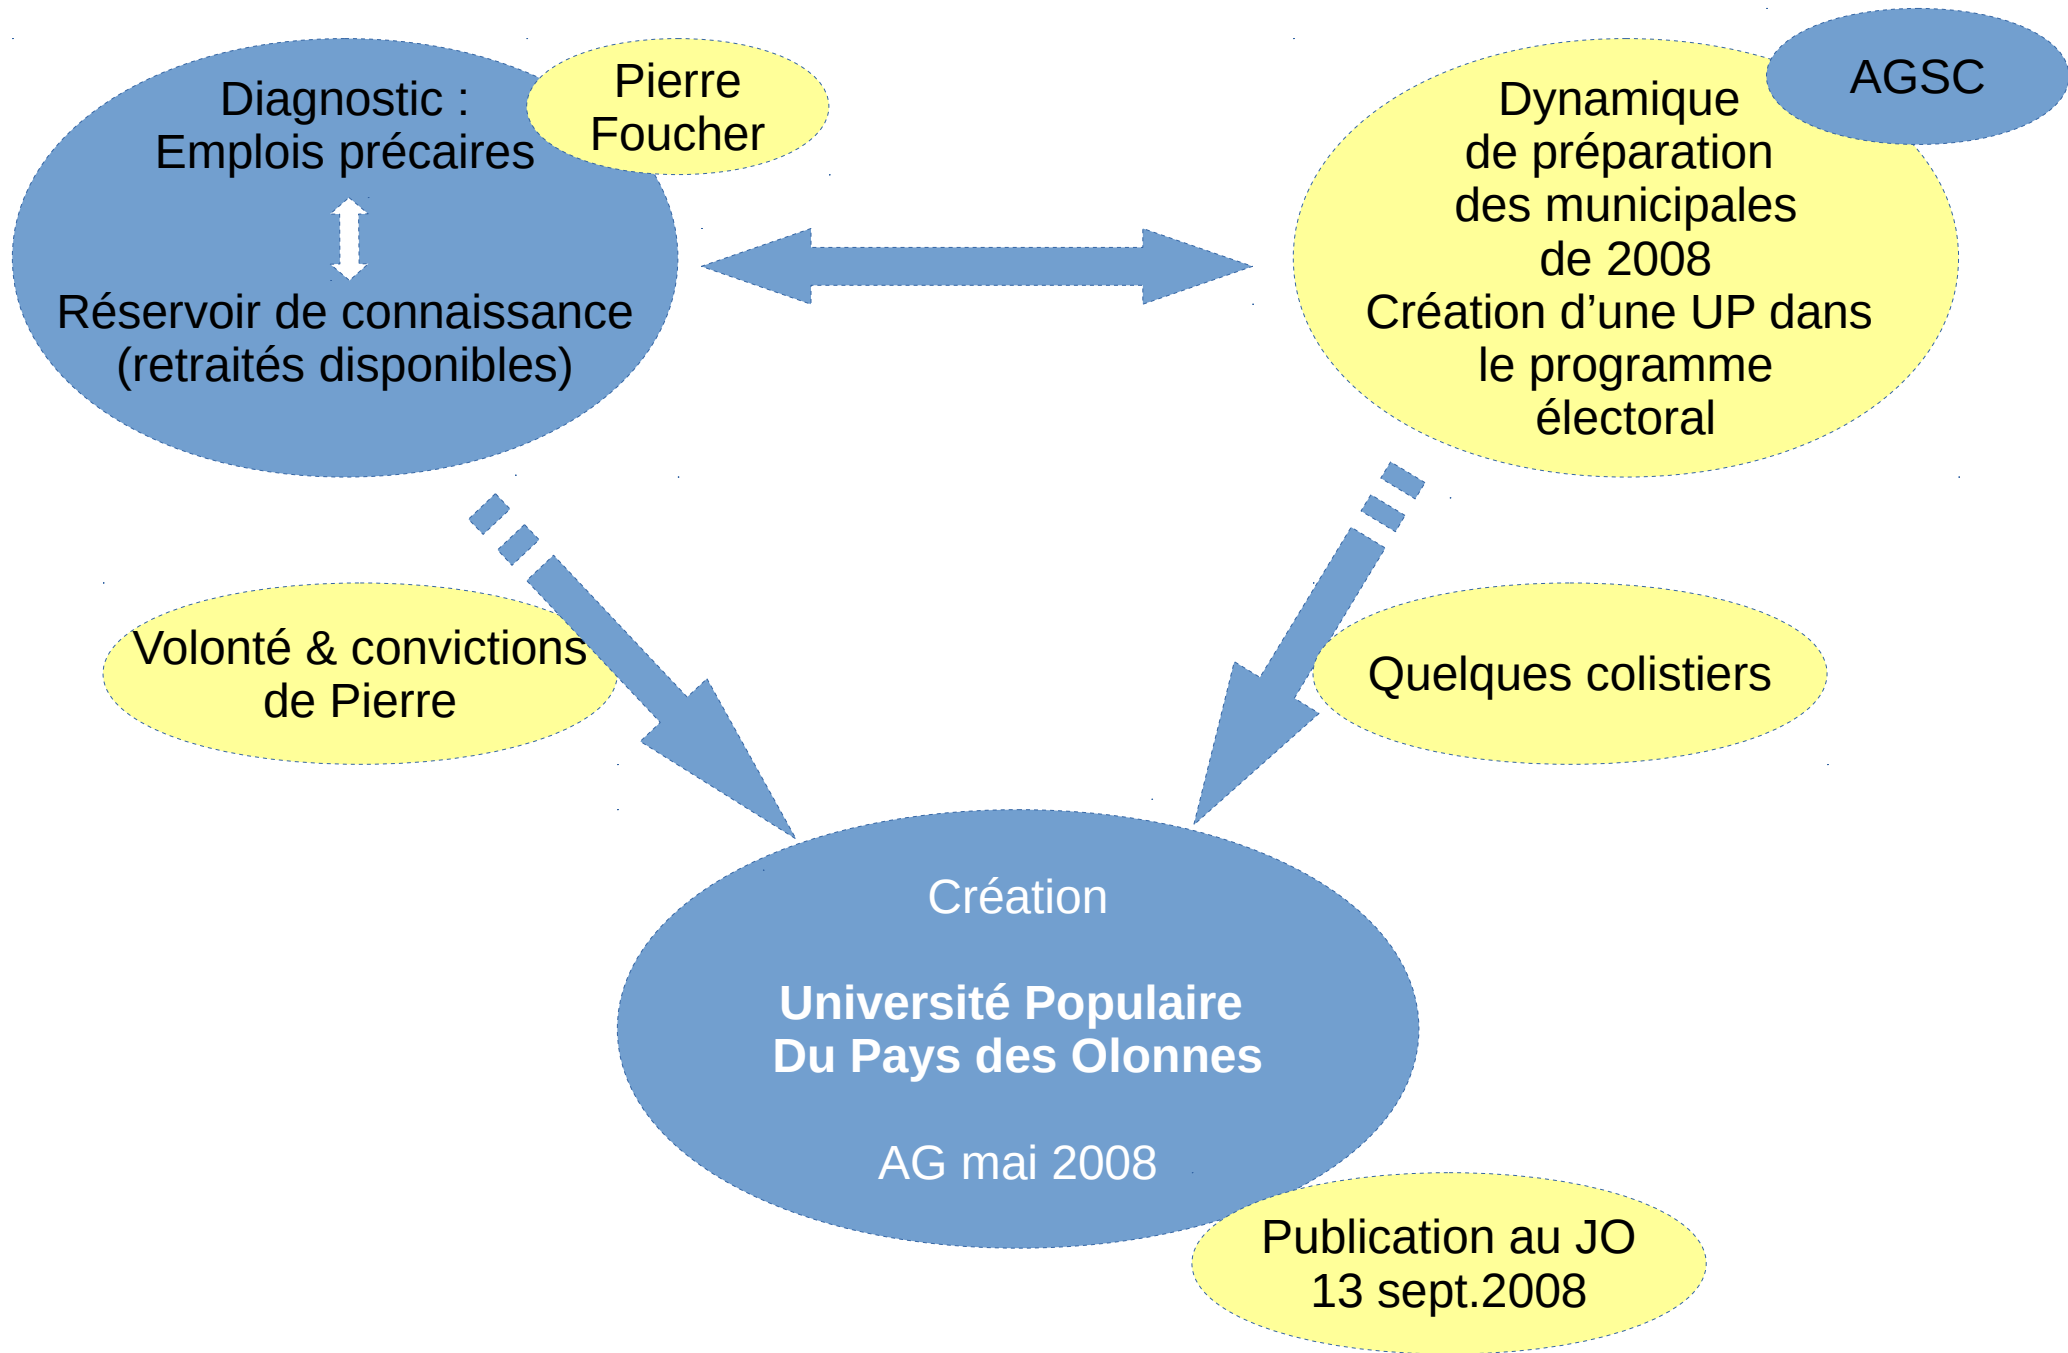 Diagnostic :
Emplois précaires
Réservoir de connaissance
(retraités disponibles)
Pierre
Foucher
Dynamique
de préparation
des municipales
de 2008
Création d’une UP dans
le programme
électoral
AGSC
Volonté & convictions
de Pierre
Quelques colistiers
Création
Université Populaire
Du Pays des Olonnes
AG mai 2008
Publication au JO
13 sept.2008